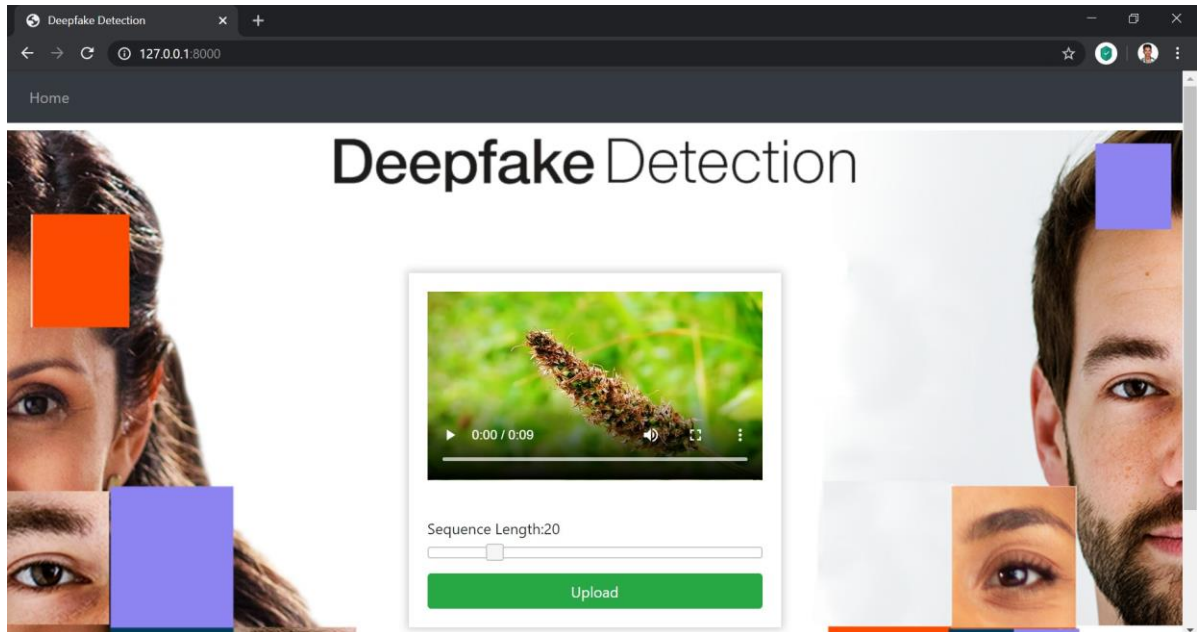 Deepfake Detection
127.0.0.1:8000
Home
Deepfake Detection
0:00 / 0:09
Sequence Length:20
Upload